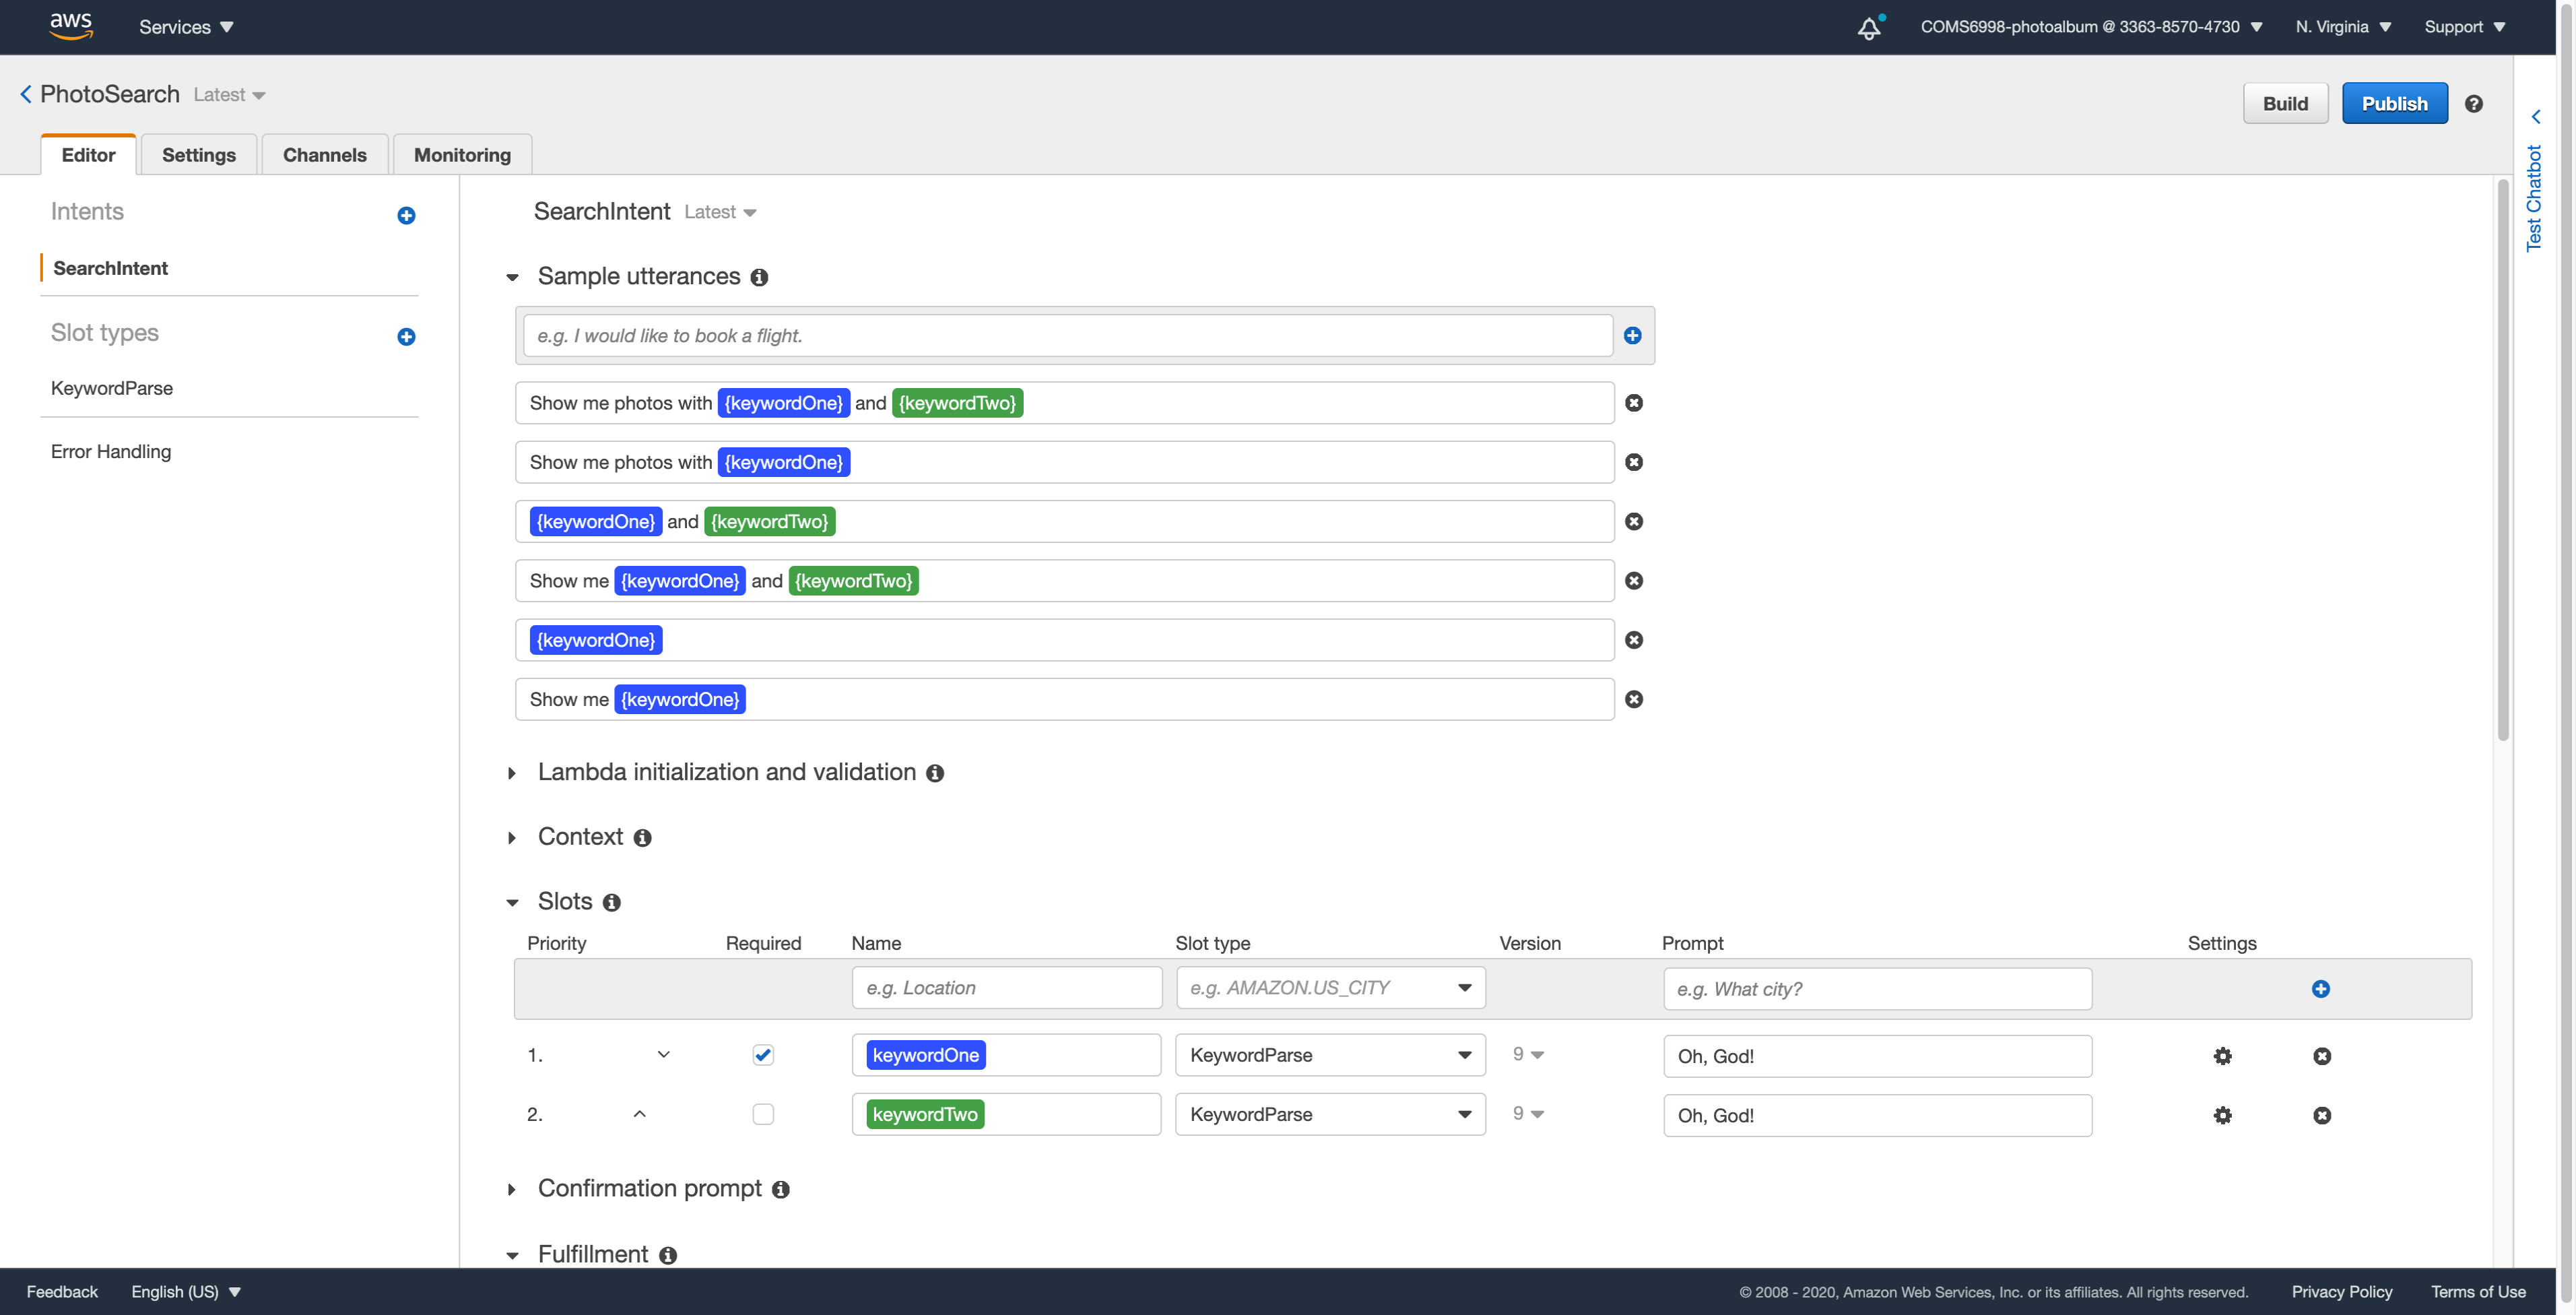 aws Services COMS6998-photoalbum @ 3363-8570-4730 N. Virginia Support
PhotoSearch Latest
Build Publish
Editor Settings Channels Monitoring
Test Chatbot
Intents
SearchIntent
Slot types
KeywordParse
Error Handling
SearchIntent Latest
Sample utterances
e.g. I would like to book a flight.
Show me photos with {keywordOne} and {keywordTwo}
Show me photos with {keywordOne}
{keywordOne} and {keywordTwo}
Show me {keywordOne} and {keywordTwo}
{keywordOne}
Show me {keywordOne}
Lambda initialization and validation
Context
Slots
Priority Required Name Slot type Version Prompt Settings
e.g. Location e.g. AMAZON.US_CITY e.g. What city?
1. keywordOne KeywordParse 9 Oh, God!
2. keywordTwo KeywordParse 9 Oh, God!
Confirmation prompt
Fulfillment
Feedback English (US) © 2008 - 2020, Amazon Web Services, Inc. or its affiliates. All rights reserved. Privacy Policy Terms of Use